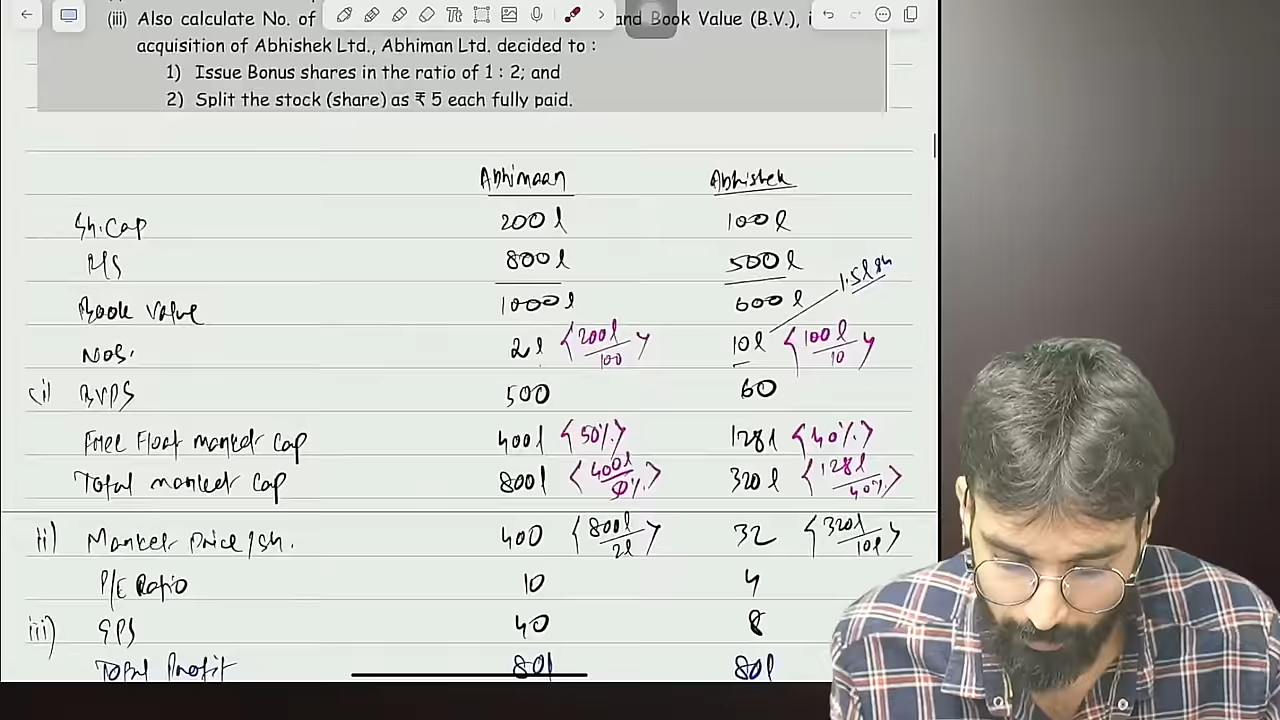 (iii) Also calculate No. of and Book Value (B.V.), i
acquisition of Abhishek Ltd., Abhiman Ltd. decided to :
1) Issue Bonus shares in the ratio of 1 : 2; and
2) Split the stock (share) as ₹ 5 each fully paid.
Abhimaan Abhishek
Sh. Cap 200 l 100 l
R/S 800 l 500 l
1.5 l sh
Book Value 1000 l 600 l
NOS. 2 l <200 l/100> 10 l <100 l/10>
(i) BVPS 500 60
Free Float market cap 400 l <50%> 128 l <40%>
Total market cap 800 l <400 l/50%> 320 l <128 l/40%>
ii) Market Price/sh. 400 <800 l/2 l> 32 <320 l/10 l>
P/E Ratio 10 4
iii) EPS 40 8
Total Profit 80 l 80 l